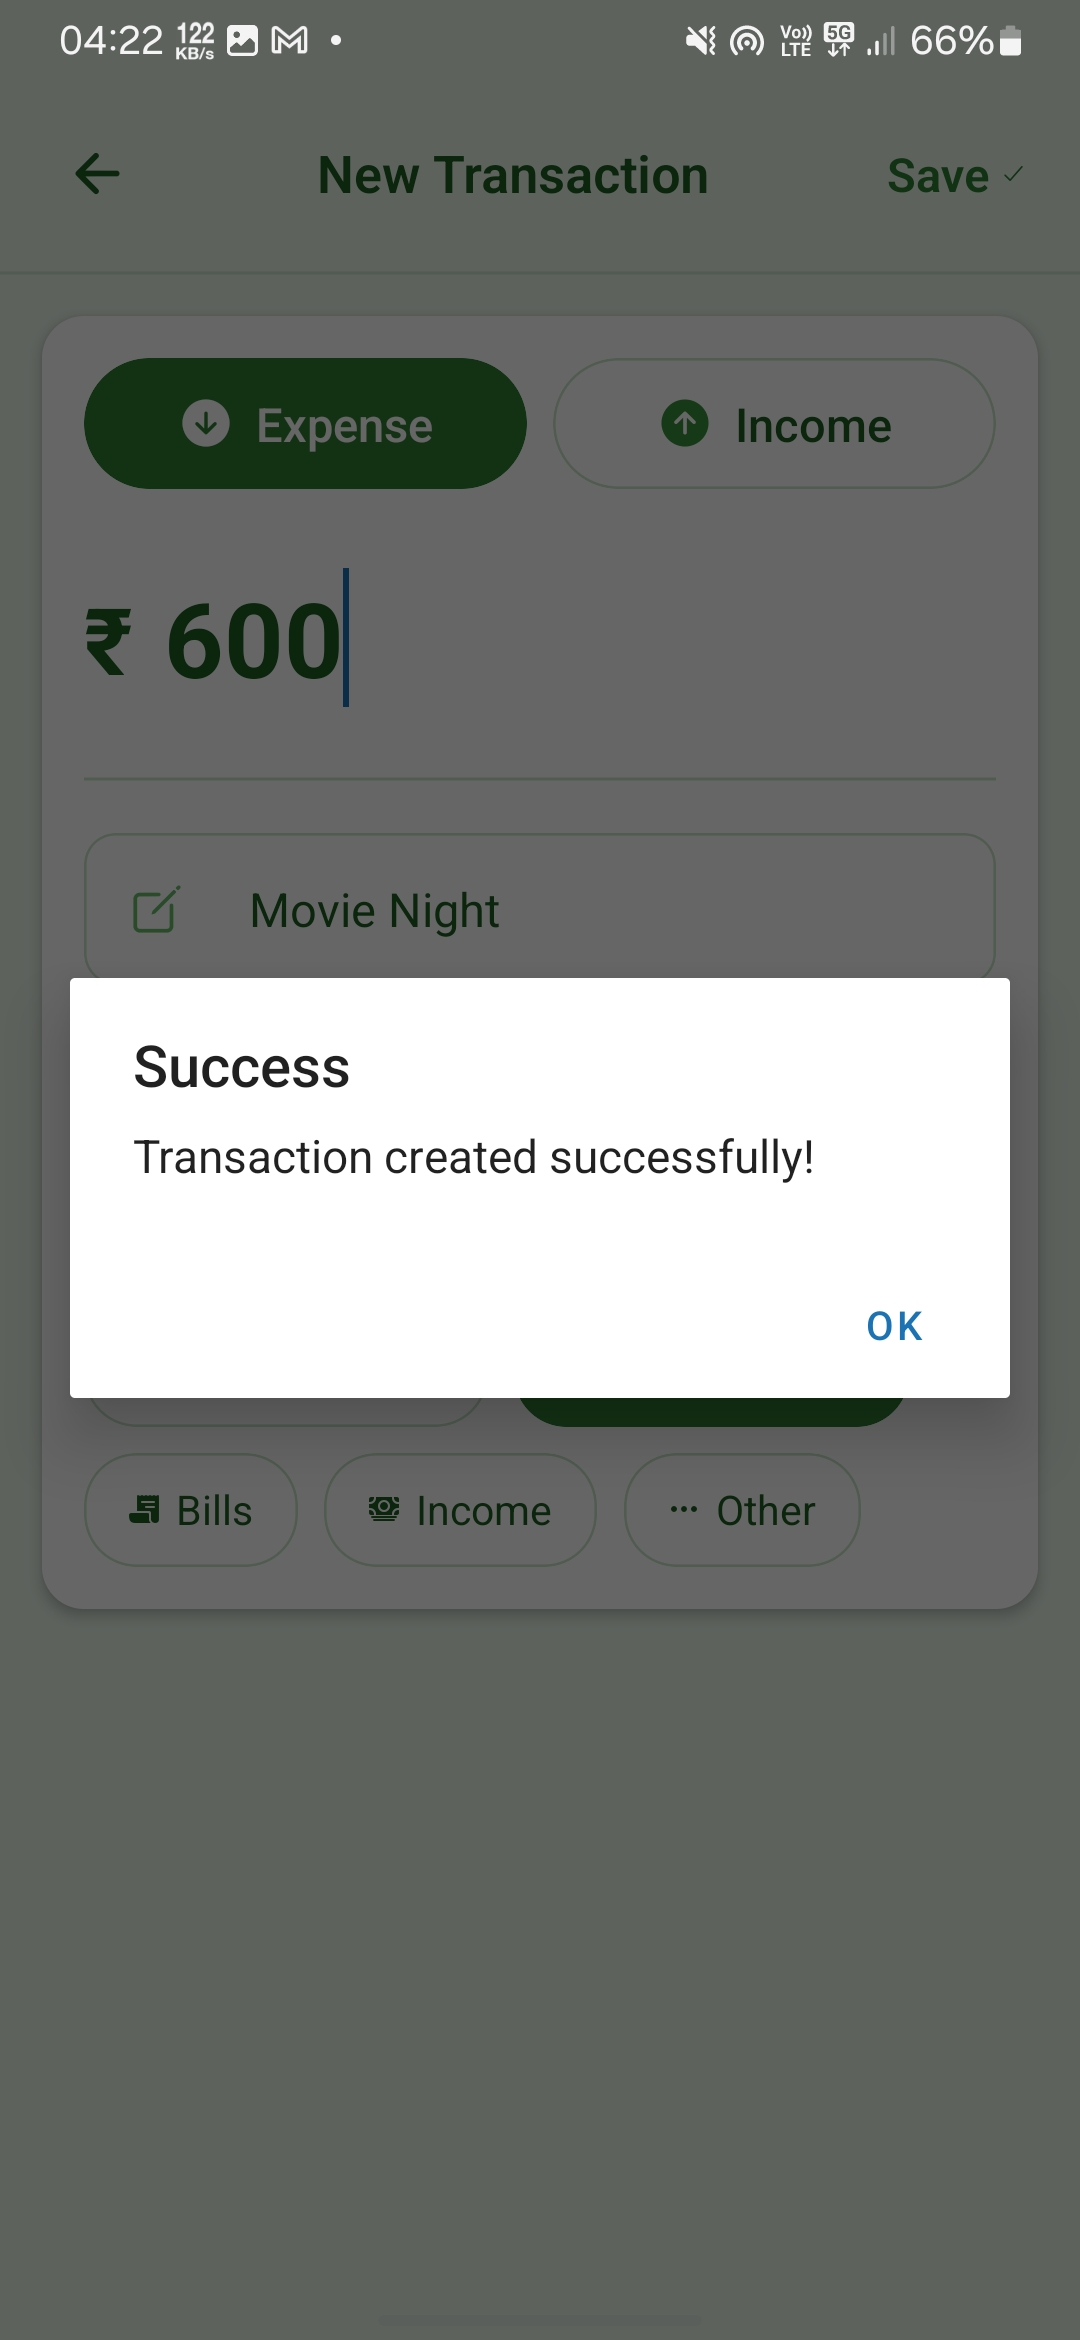 04:22 122 KB/s Vo)) LTE 5G 66%
New Transaction Save
Expense Income
₹ 600
Movie Night
Success
Transaction created successfully!
OK
Bills Income Other